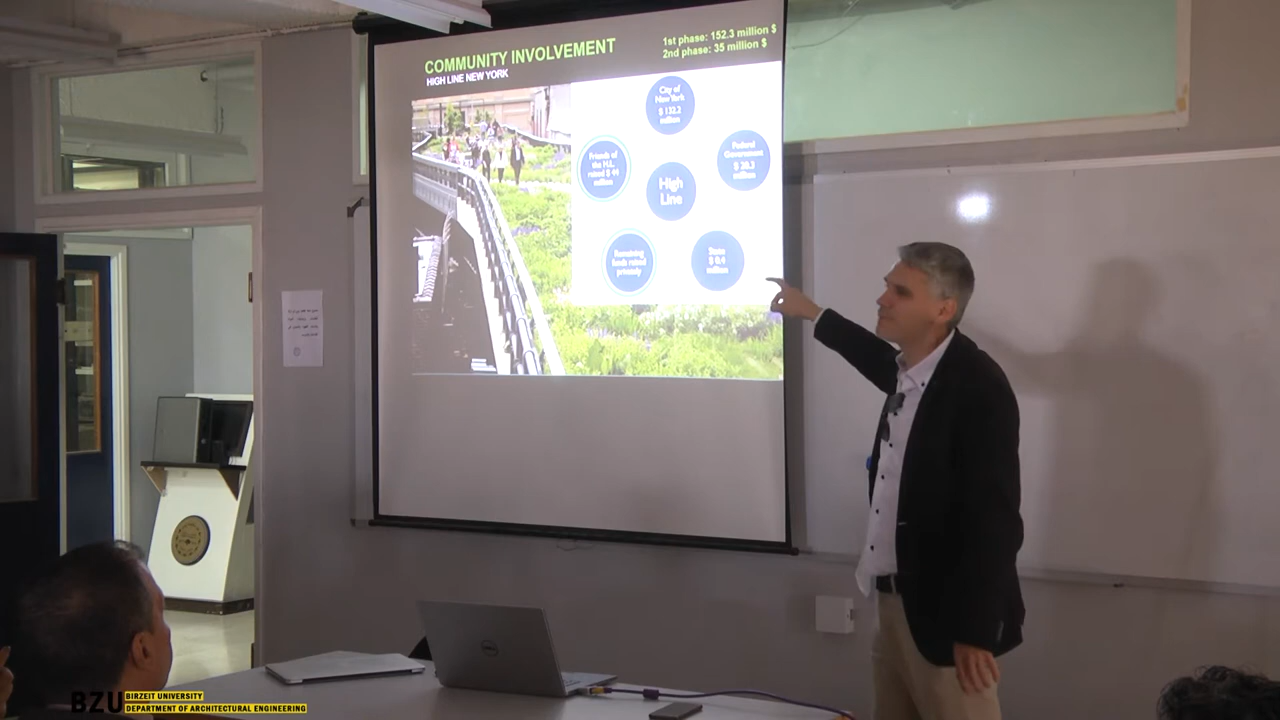 COMMUNITY INVOLVEMENT
HIGH LINE NEW YORK
1st phase: 152.3 million $
2nd phase: 35 million $
City of
New York
$ 132.2
million
Friends of
the H.L.
raised $ 44
million
Federal
Government
$ 20.3
million
High
Line
Remaining
funds raised
privately
State
$ 0.4
million
DELL
BZU
BIRZEIT UNIVERSITY
DEPARTMENT OF ARCHITECTURAL ENGINEERING